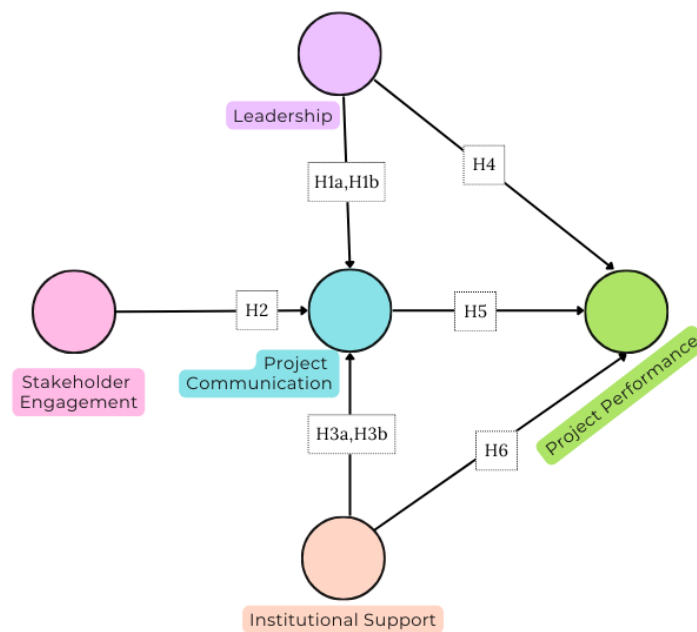 Leadership
H1a,H1b
H4
H2
H5
Project
Communication
Stakeholder
Engagement
Project Performance
H3a,H3b
H6
Institutional Support